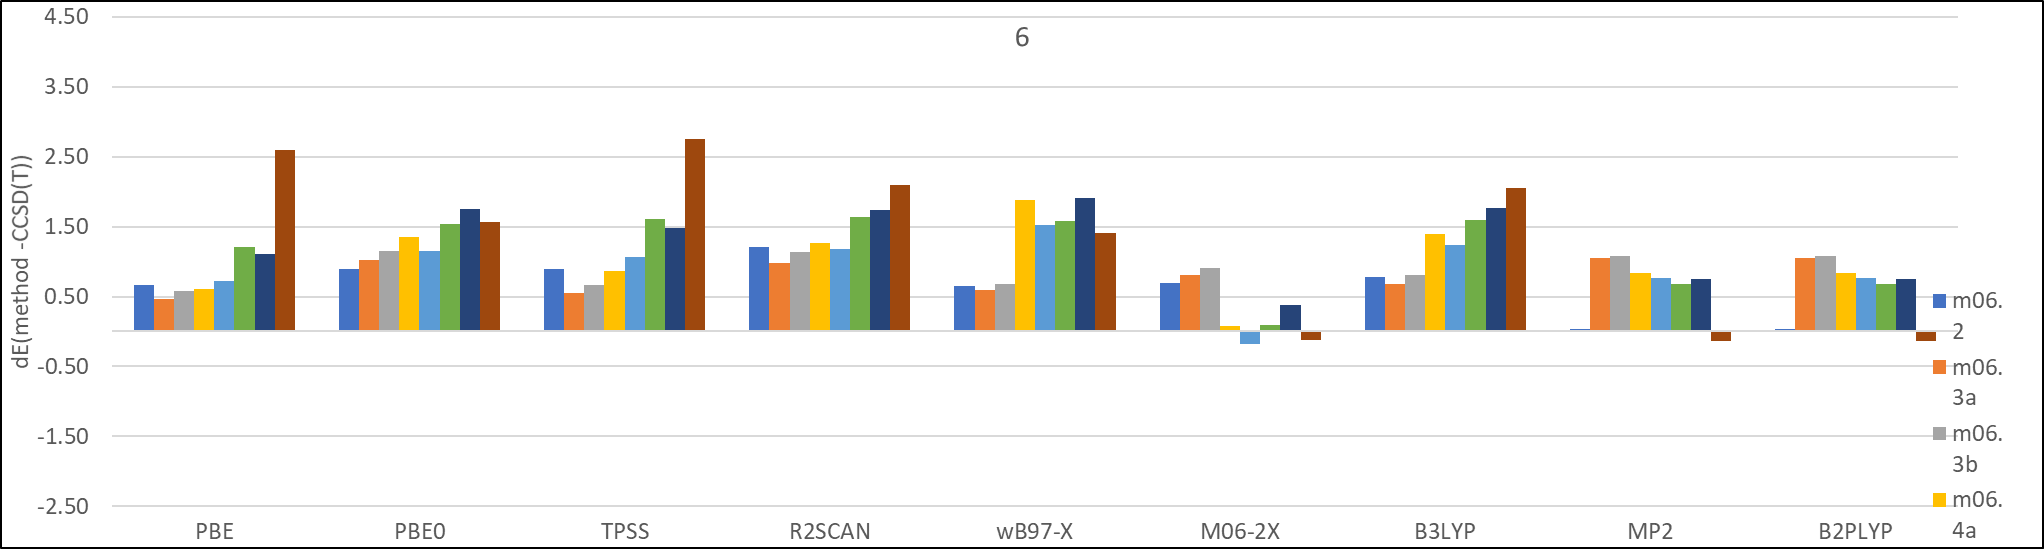 6
4.50
3.50
2.50
1.50
0.50
-0.50
-1.50
-2.50
dE(method -CCSD(T))
PBE PBE0 TPSS R2SCAN wB97-X M06-2X B3LYP MP2 B2PLYP
m06.
2
m06.
3a
m06.
3b
m06.
4a